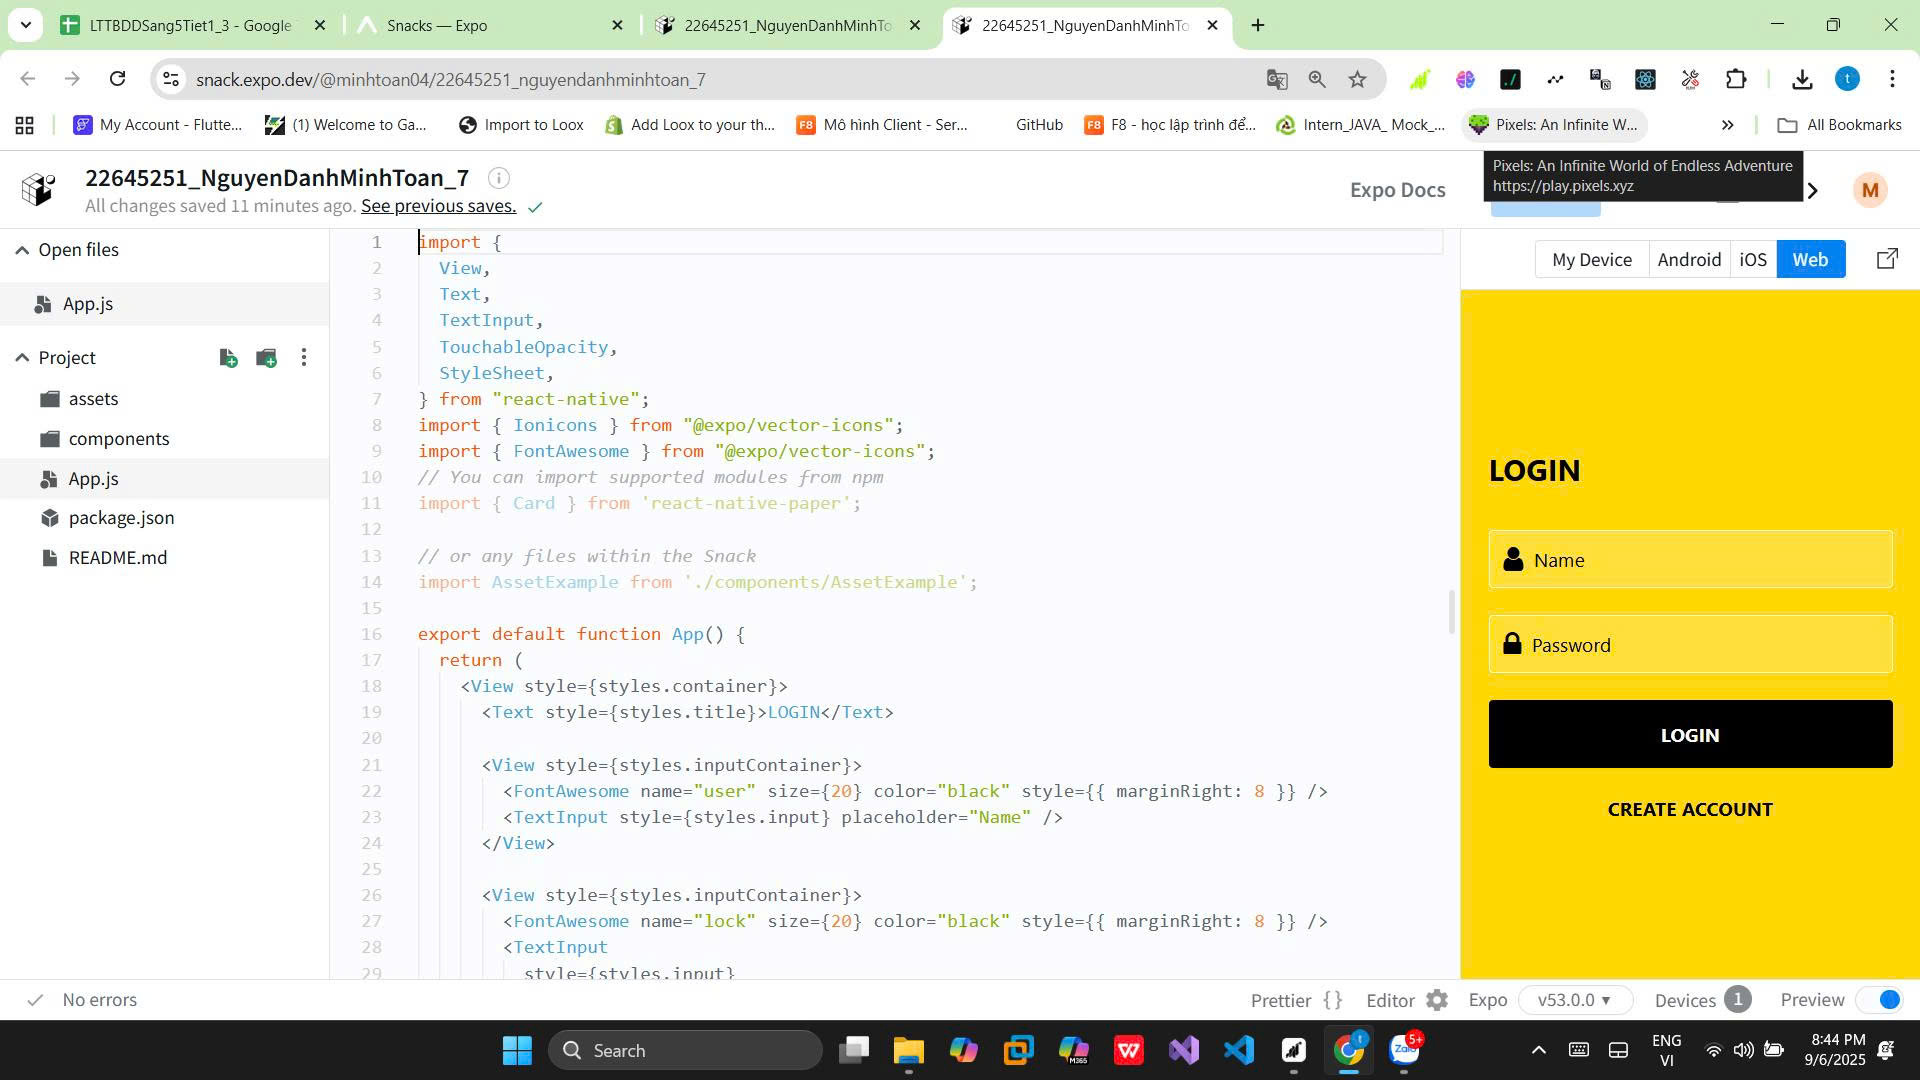 LTTBDDSang5Tiet1_3 - Google
Snacks — Expo
22645251_NguyenDanhMinhTo
22645251_NguyenDanhMinhTo
snack.expo.dev/@minhtoan04/22645251_nguyendanhminhtoan_7
t
My Account - Flutte...
(1) Welcome to Ga...
Import to Loox
Add Loox to your th...
F8
Mô hình Client - Ser...
GitHub
F8
F8 - học lập trình để...
Intern_JAVA_ Mock_...
Pixels: An Infinite W...
All Bookmarks
Pixels: An Infinite World of Endless Adventure
https://play.pixels.xyz
22645251_NguyenDanhMinhToan_7
All changes saved 11 minutes ago. See previous saves.
Expo Docs
M
Open files
App.js
Project
assets
components
App.js
package.json
README.md
1 import {
2 View,
3 Text,
4 TextInput,
5 TouchableOpacity,
6 StyleSheet,
7 } from "react-native";
8 import { Ionicons } from "@expo/vector-icons";
9 import { FontAwesome } from "@expo/vector-icons";
10 // You can import supported modules from npm
11 import { Card } from 'react-native-paper';
12
13 // or any files within the Snack
14 import AssetExample from './components/AssetExample';
15
16 export default function App() {
17 return (
18 <View style={styles.container}>
19 <Text style={styles.title}>LOGIN</Text>
20
21 <View style={styles.inputContainer}>
22 <FontAwesome name="user" size={20} color="black" style={{ marginRight: 8 }} />
23 <TextInput style={styles.input} placeholder="Name" />
24 </View>
25
26 <View style={styles.inputContainer}>
27 <FontAwesome name="lock" size={20} color="black" style={{ marginRight: 8 }} />
28 <TextInput
29 style={styles.input}
My Device
Android
iOS
Web
LOGIN
Name
Password
LOGIN
CREATE ACCOUNT
No errors
Prettier {}
Editor
Expo
v53.0.0
Devices 1
Preview
Search
M365
W
t
Zalo
5+
ENG
VI
8:44 PM
9/6/2025